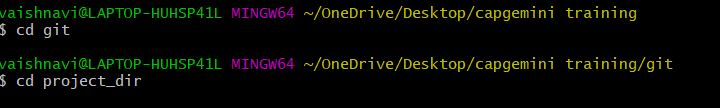 vaishnavi@LAPTOP-HUHSP41L MINGW64 ~/OneDrive/Desktop/capgemini training
$ cd git
vaishnavi@LAPTOP-HUHSP41L MINGW64 ~/OneDrive/Desktop/capgemini training/git
$ cd project_dir